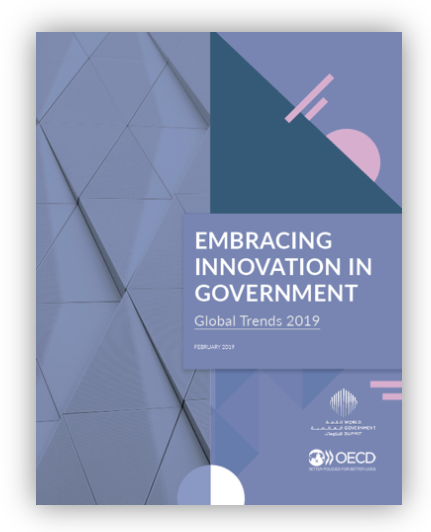 EMBRACING
INNOVATION IN
GOVERNMENT
Global Trends 2019
FEBRUARY 2019
WORLD
GOVERNMENT
SUMMIT
OECD
BETTER POLICIES FOR BETTER LIVES